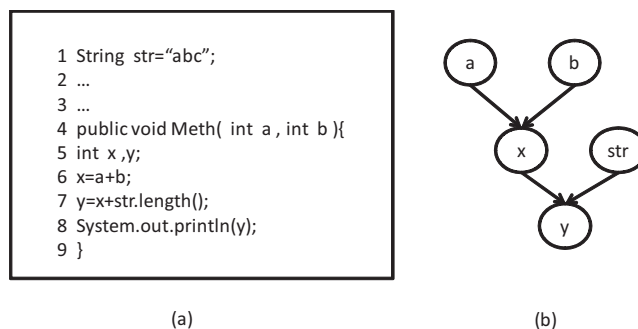 1 String str=“abc”;
2 ...
3 ...
4 public void Meth( int a , int b ){
5 int x ,y;
6 x=a+b;
7 y=x+str.length();
8 System.out.println(y);
9 }
(a)
a
b
x
str
y
(b)